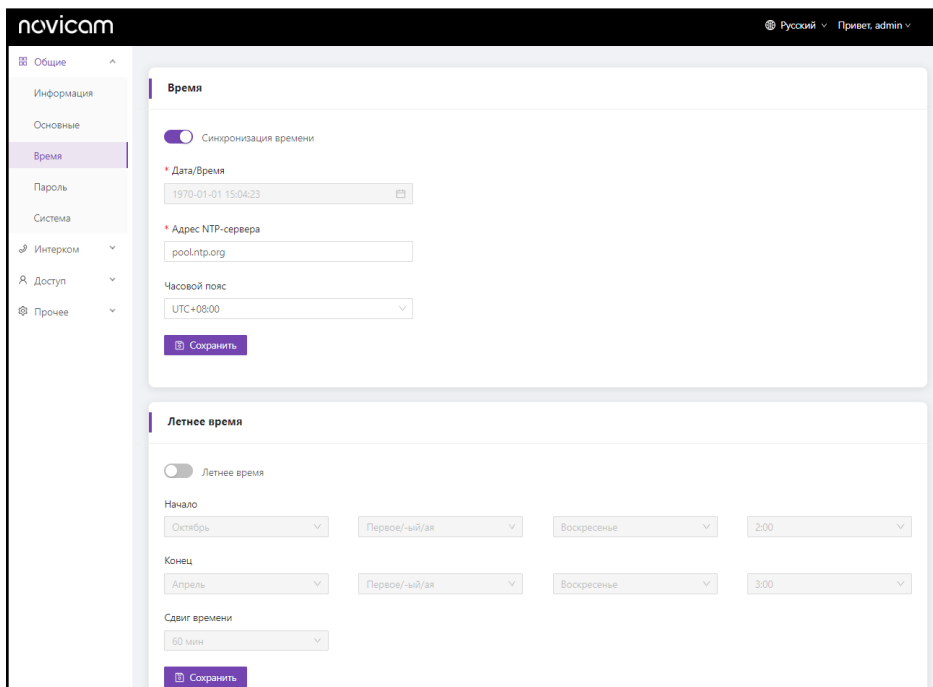 novicam
Русский
Привет, admin
Общие
Информация
Основные
Время
Пароль
Система
Интерком
Доступ
Прочее
Время
Синхронизация времени
* Дата/Время
1970-01-01 15:04:23
* Адрес NTP-сервера
pool.ntp.org
Часовой пояс
UTC+08:00
Сохранить
Летнее время
Летнее время
Начало
Октябрь Первое/-ый/ая Воскресенье 2:00
Конец
Апрель Первое/-ый/ая Воскресенье 3:00
Сдвиг времени
60 мин
Сохранить